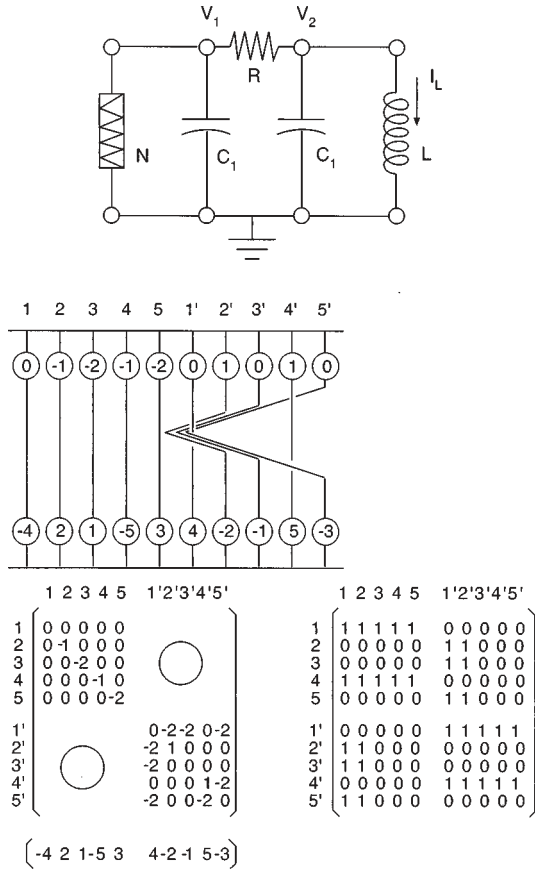 V1 V2
R
IL
N C1 C1 L
1 2 3 4 5 1' 2' 3' 4' 5'
0 -1 -2 -1 -2 0 1 0 1 0
-4 2 1 -5 3 4 -2 -1 5 -3
1 2 3 4 5 1'2'3'4'5'
1 0 0 0 0 0
2 0 -1 0 0 0
3 0 0 -2 0 0
4 0 0 0 -1 0
5 0 0 0 0 -2
1' 0 -2 -2 0 -2
2' -2 1 0 0 0
3' -2 0 0 0 0
4' 0 0 0 1 -2
5' -2 0 0 -2 0
(-4 2 1 -5 3 4 -2 -1 5 -3)
1 2 3 4 5 1'2'3'4'5'
1 1 1 1 1 1 0 0 0 0 0
2 0 0 0 0 0 1 1 0 0 0
3 0 0 0 0 0 1 1 0 0 0
4 1 1 1 1 1 0 0 0 0 0
5 0 0 0 0 0 1 1 0 0 0
1' 0 0 0 0 0 1 1 1 1 1
2' 1 1 0 0 0 0 0 0 0 0
3' 1 1 0 0 0 0 0 0 0 0
4' 0 0 0 0 0 1 1 1 1 1
5' 1 1 0 0 0 0 0 0 0 0